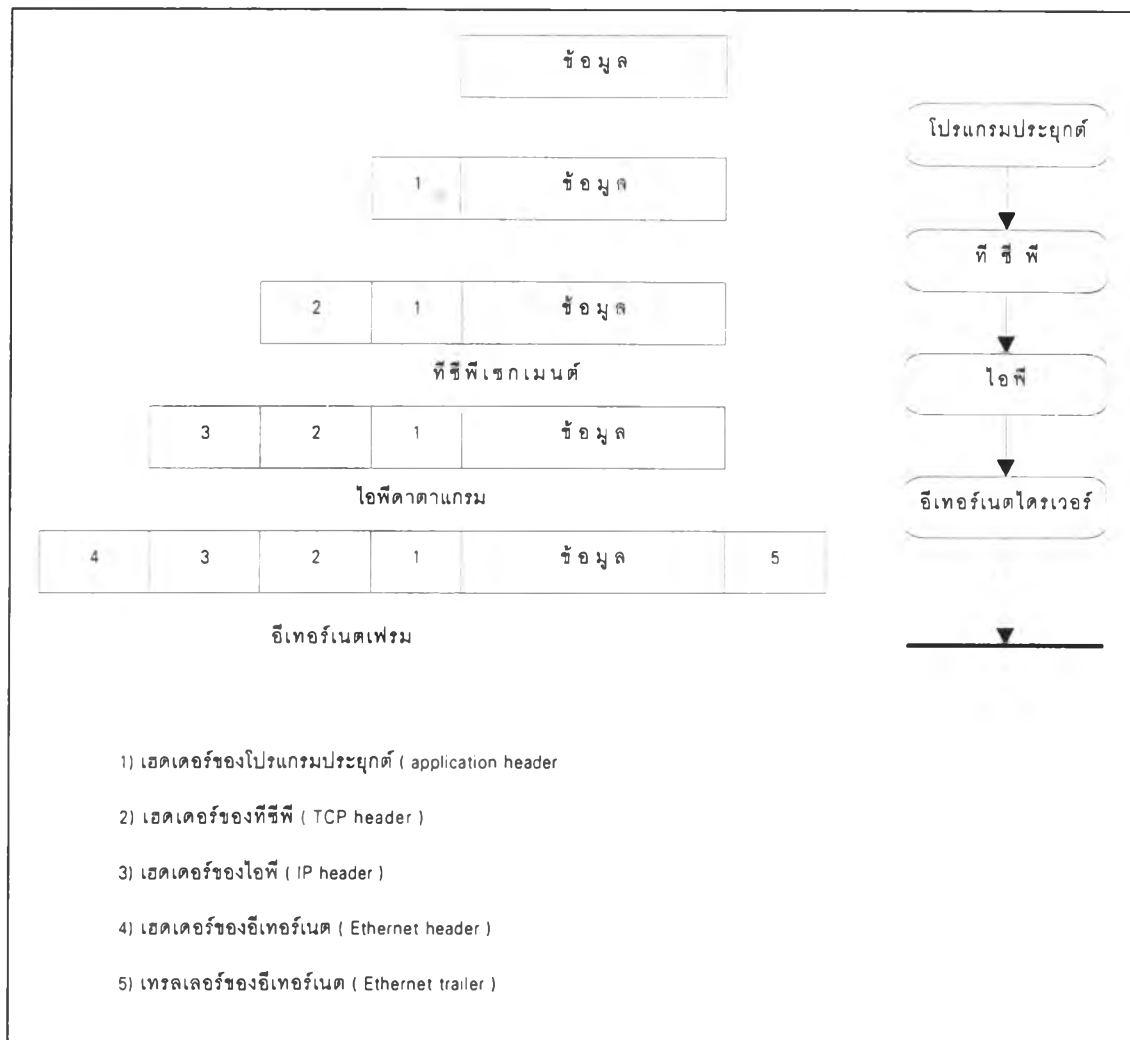 ข้อมูล
โปรแกรมประยุกต์
1 ข้อมูล
ทีซีพี
2 1 ข้อมูล
ทีซีพีเซกเมนต์
ไอพี
3 2 1 ข้อมูล
ไอพีดาตาแกรม
อีเทอร์เนตไดรเวอร์
4 3 2 1 ข้อมูล 5
อีเทอร์เนตเฟรม
1) เฮดเดอร์ของโปรแกรมประยุกต์ ( application header
2) เฮดเดอร์ของทีซีพี ( TCP header )
3) เฮดเดอร์ของไอพี ( IP header )
4) เฮดเดอร์ของอีเทอร์เนต ( Ethernet header )
5) เทรลเลอร์ของอีเทอร์เนต ( Ethernet trailer )